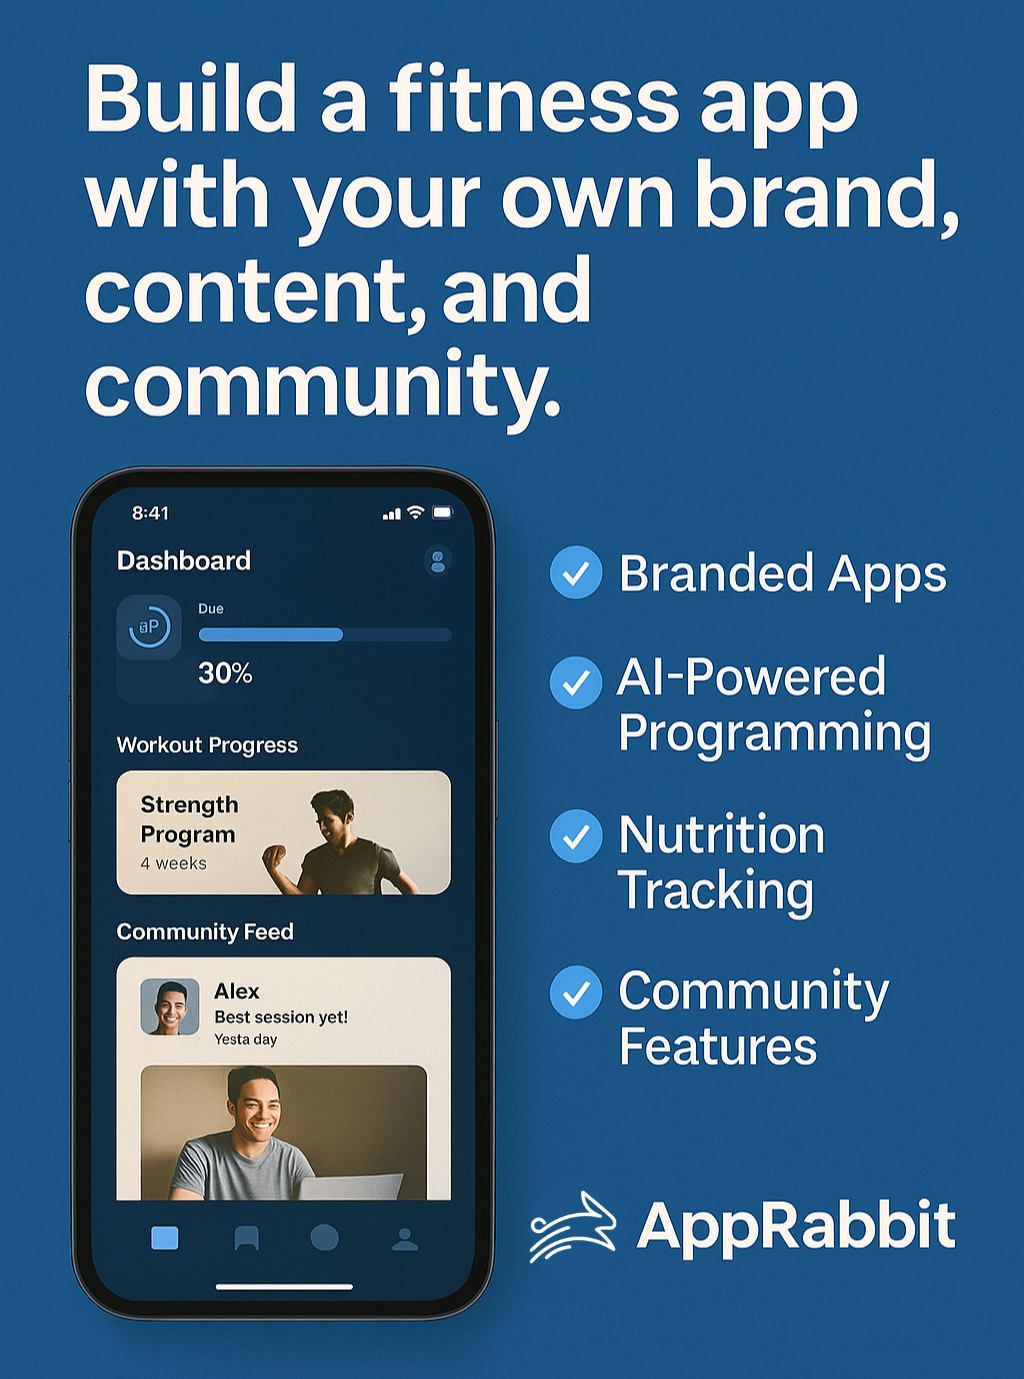 Build a fitness app
with your own brand,
content, and
community.
8:41
Dashboard
Due
30%
Workout Progress
Strength
Program
4 weeks
Community Feed
Alex
Best session yet!
Yesta day
Branded Apps
AI-Powered
Programming
Nutrition
Tracking
Community
Features
AppRabbit